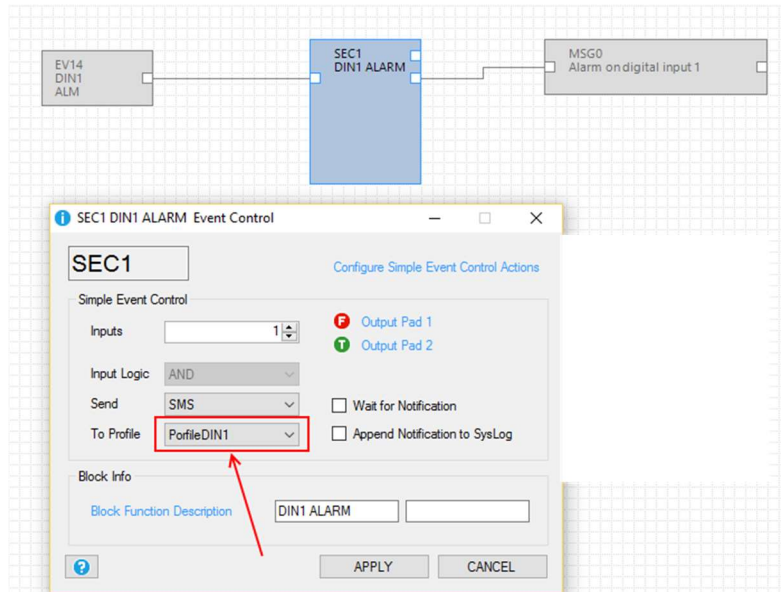 EV14
DIN1
ALM
SEC1
DIN1 ALARM
MSG0
Alarm on digital input 1
SEC1 DIN1 ALARM Event Control
SEC1
Configure Simple Event Control Actions
Simple Event Control
Inputs
1
F Output Pad 1
T Output Pad 2
Input Logic
AND
Send
SMS
Wait for Notification
To Profile
PorfileDIN1
Append Notification to SysLog
Block Info
Block Function Description
DIN1 ALARM
?
APPLY
CANCEL